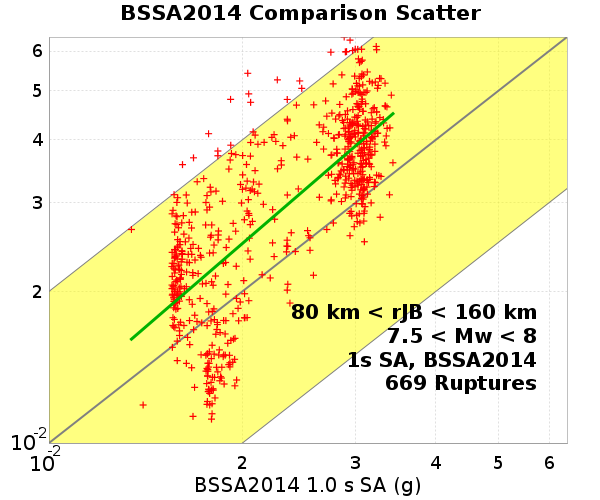 BSSA2014 Comparison Scatter
6
5
4
3
2
10-2
80 km < rJB < 160 km
7.5 < Mw < 8
1s SA, BSSA2014
669 Ruptures
10-2
2
3
4
5
6
BSSA2014 1.0 s SA (g)